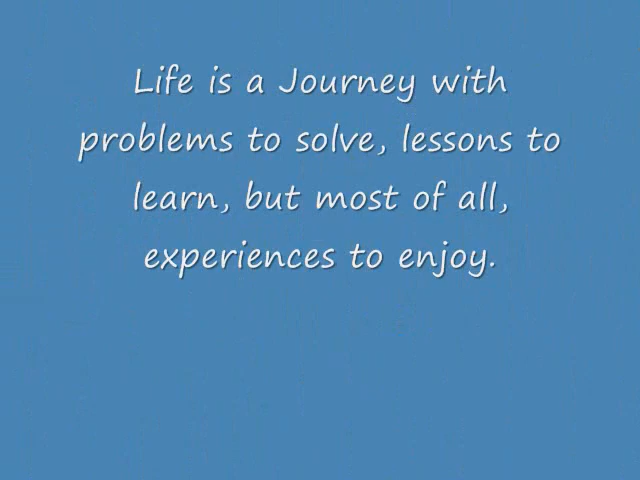 Life is a Journey with
problems to solve, lessons to
learn, but most of all,
experiences to enjoy.